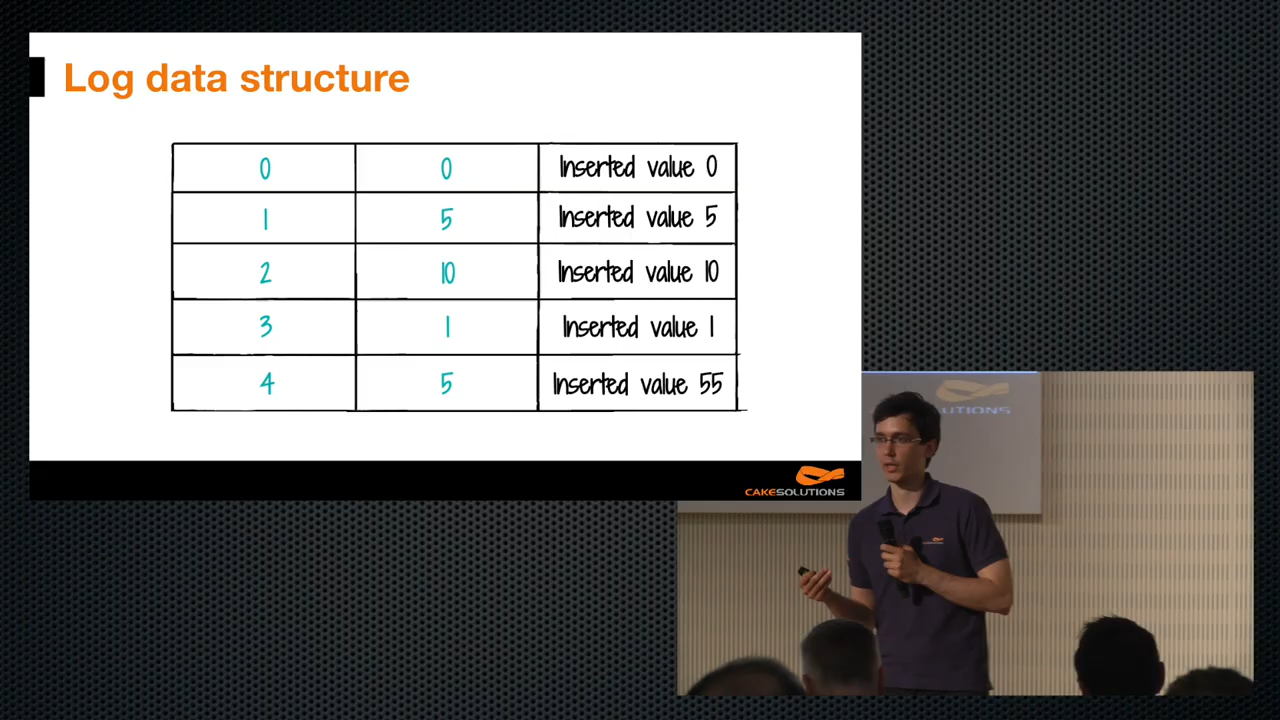 Log data structure
0 0 Inserted value 0
1 5 Inserted value 5
2 10 Inserted value 10
3 1 Inserted value 1
4 5 Inserted value 55
CAKESOLUTIONS
UTIONS